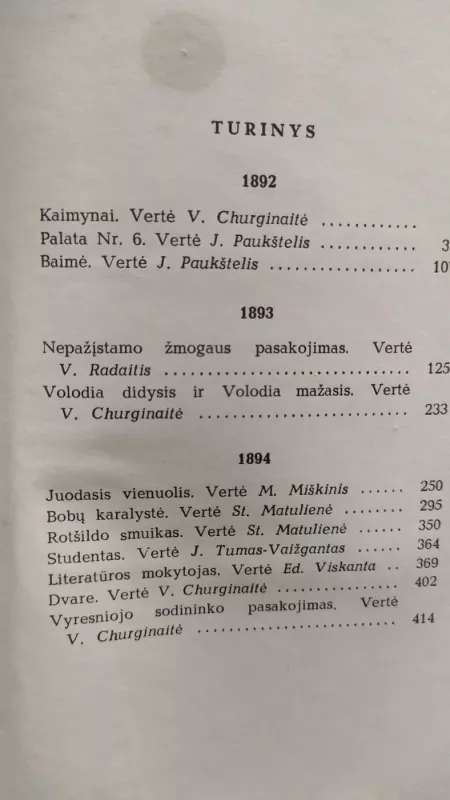 TURINYS
1892
Kaimynai. Vertė V. Churginaitė ............
Palata Nr. 6. Vertė J. Paukštelis ............ 3
Baimė. Vertė J. Paukštelis .................. 10
1893
Nepažįstamo žmogaus pasakojimas. Vertė
V. Radaitis .............................. 125
Volodia didysis ir Volodia mažasis. Vertė
V. Churginaitė .......................... 233
1894
Juodasis vienuolis. Vertė M. Miškinis ...... 250
Bobų karalystė. Vertė St. Matulienė ........ 295
Rotšildo smuikas. Vertė St. Matulienė ...... 350
Studentas. Vertė J. Tumas-Vaižgantas ...... 364
Literatūros mokytojas. Vertė Ed. Viskanta .. 369
Dvare. Vertė V. Churginaitė ................ 402
Vyresniojo sodininko pasakojimas. Vertė
V. Churginaitė .......................... 414